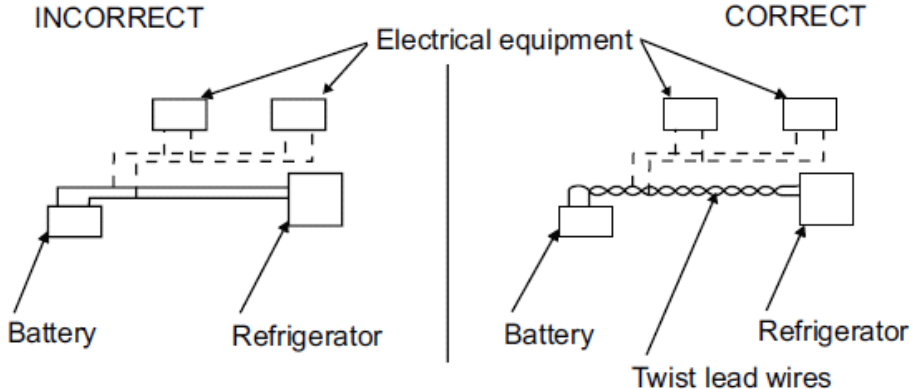 INCORRECT
CORRECT
Electrical equipment
Battery
Refrigerator
Battery
Refrigerator
Twist lead wires